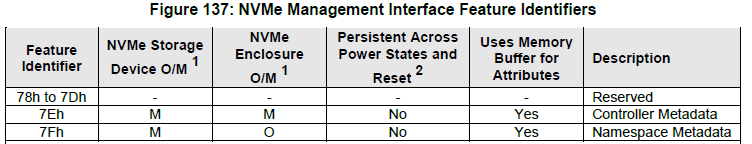 Figure 137: NVMe Management Interface Feature Identifiers
Feature Identifier | NVMe Storage Device O/M 1 | NVMe Enclosure O/M 1 | Persistent Across Power States and Reset 2 | Uses Memory Buffer for Attributes | Description
78h to 7Dh | - | - | - | - | Reserved
7Eh | M | M | No | Yes | Controller Metadata
7Fh | M | O | No | Yes | Namespace Metadata